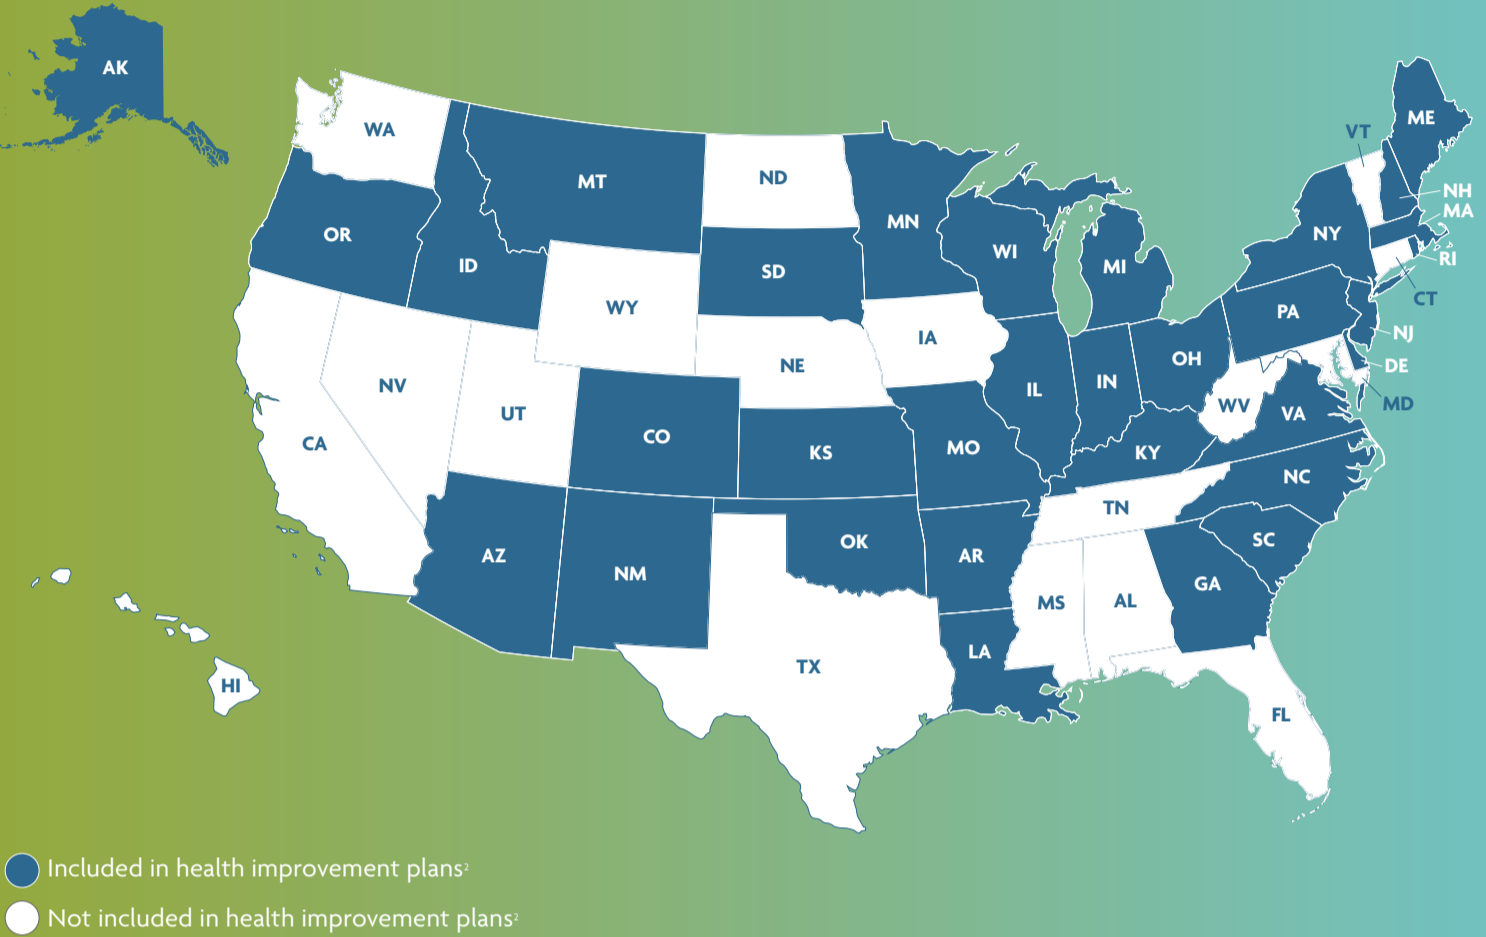 AK
WA
MT
ND
MN
ME
VT
NH
MA
OR
ID
SD
WI
MI
NY
RI
WY
CT
IA
PA
NJ
NE
OH
DE
NV
UT
IL
IN
WV
VA
MD
CA
CO
KS
MO
KY
NC
TN
AZ
NM
OK
AR
SC
GA
MS
AL
LA
TX
HI
FL
Included in health improvement plans²
Not included in health improvement plans²